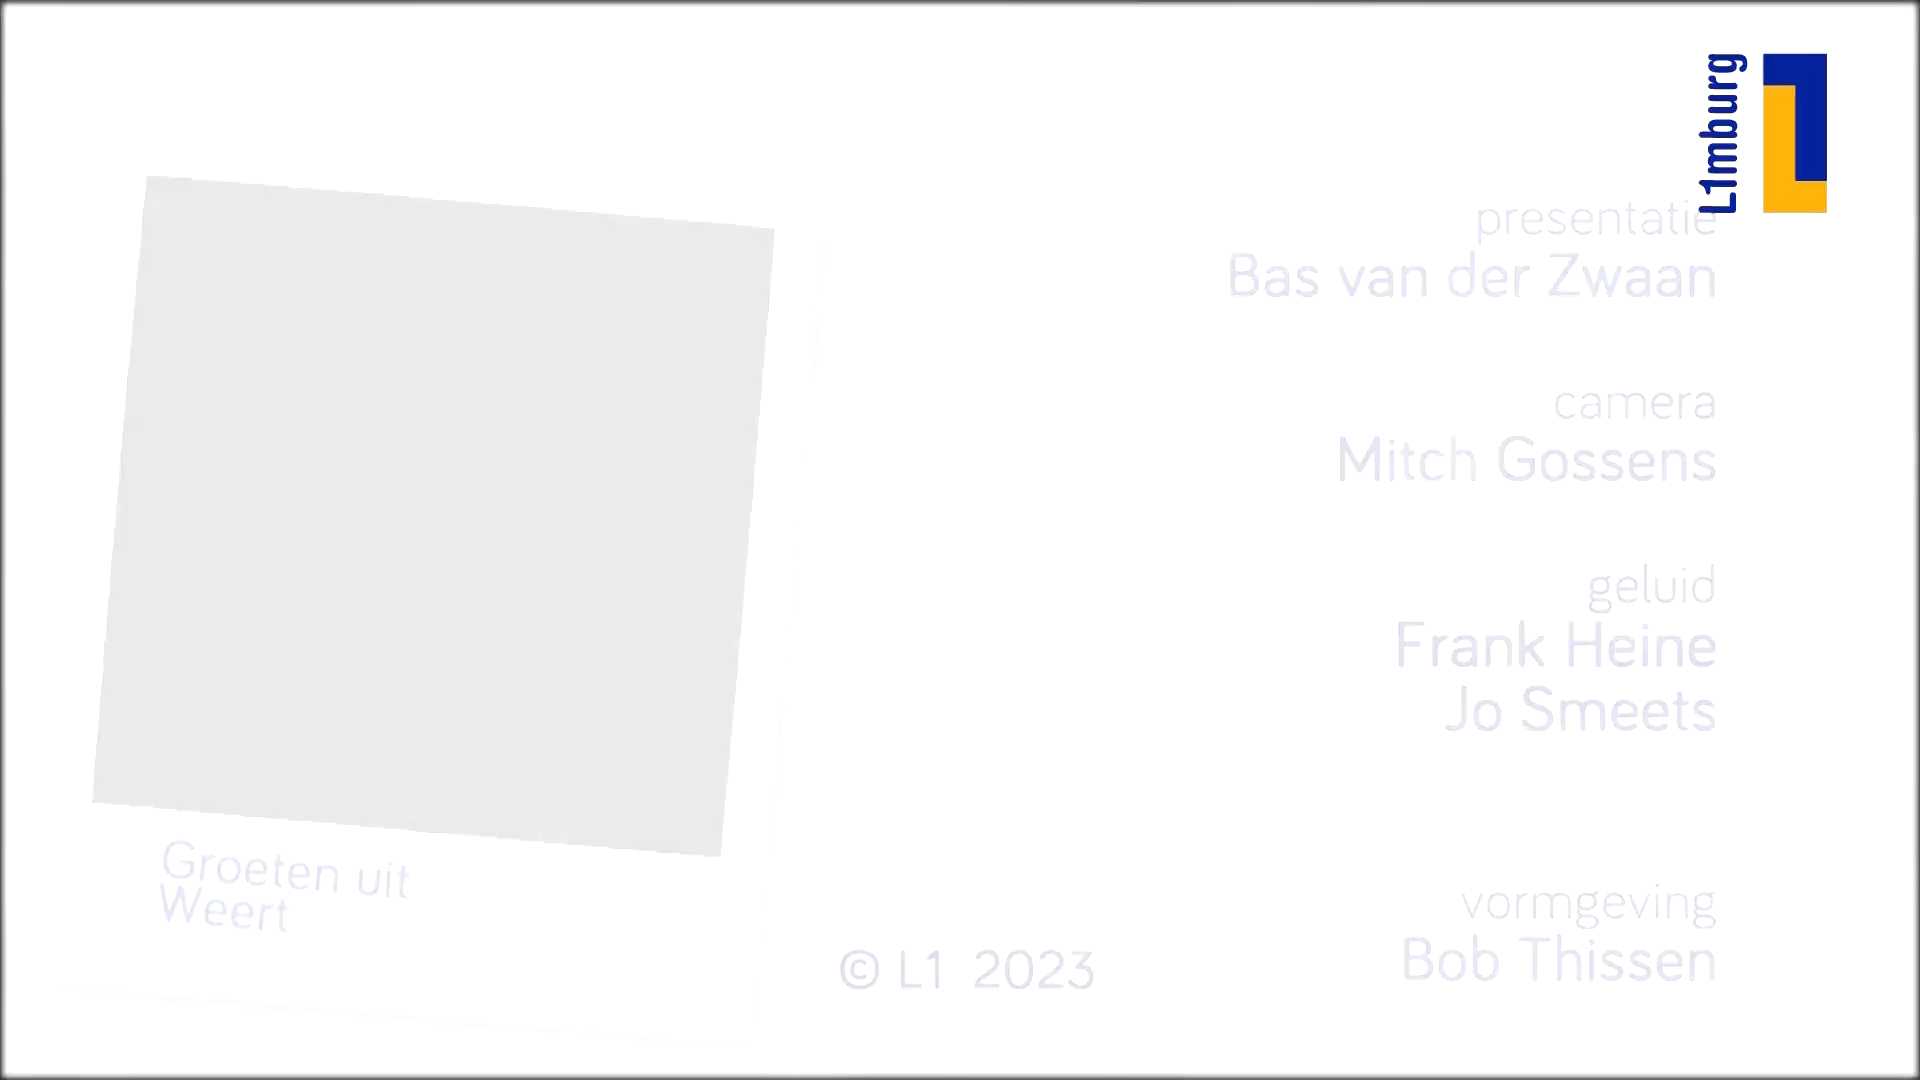 L1mburg
presentatie
Bas van der Zwaan
camera
Mitch Gossens
geluid
Frank Heine
Jo Smeets
vormgeving
Bob Thissen
Groeten uit
Weert
© L1 2023